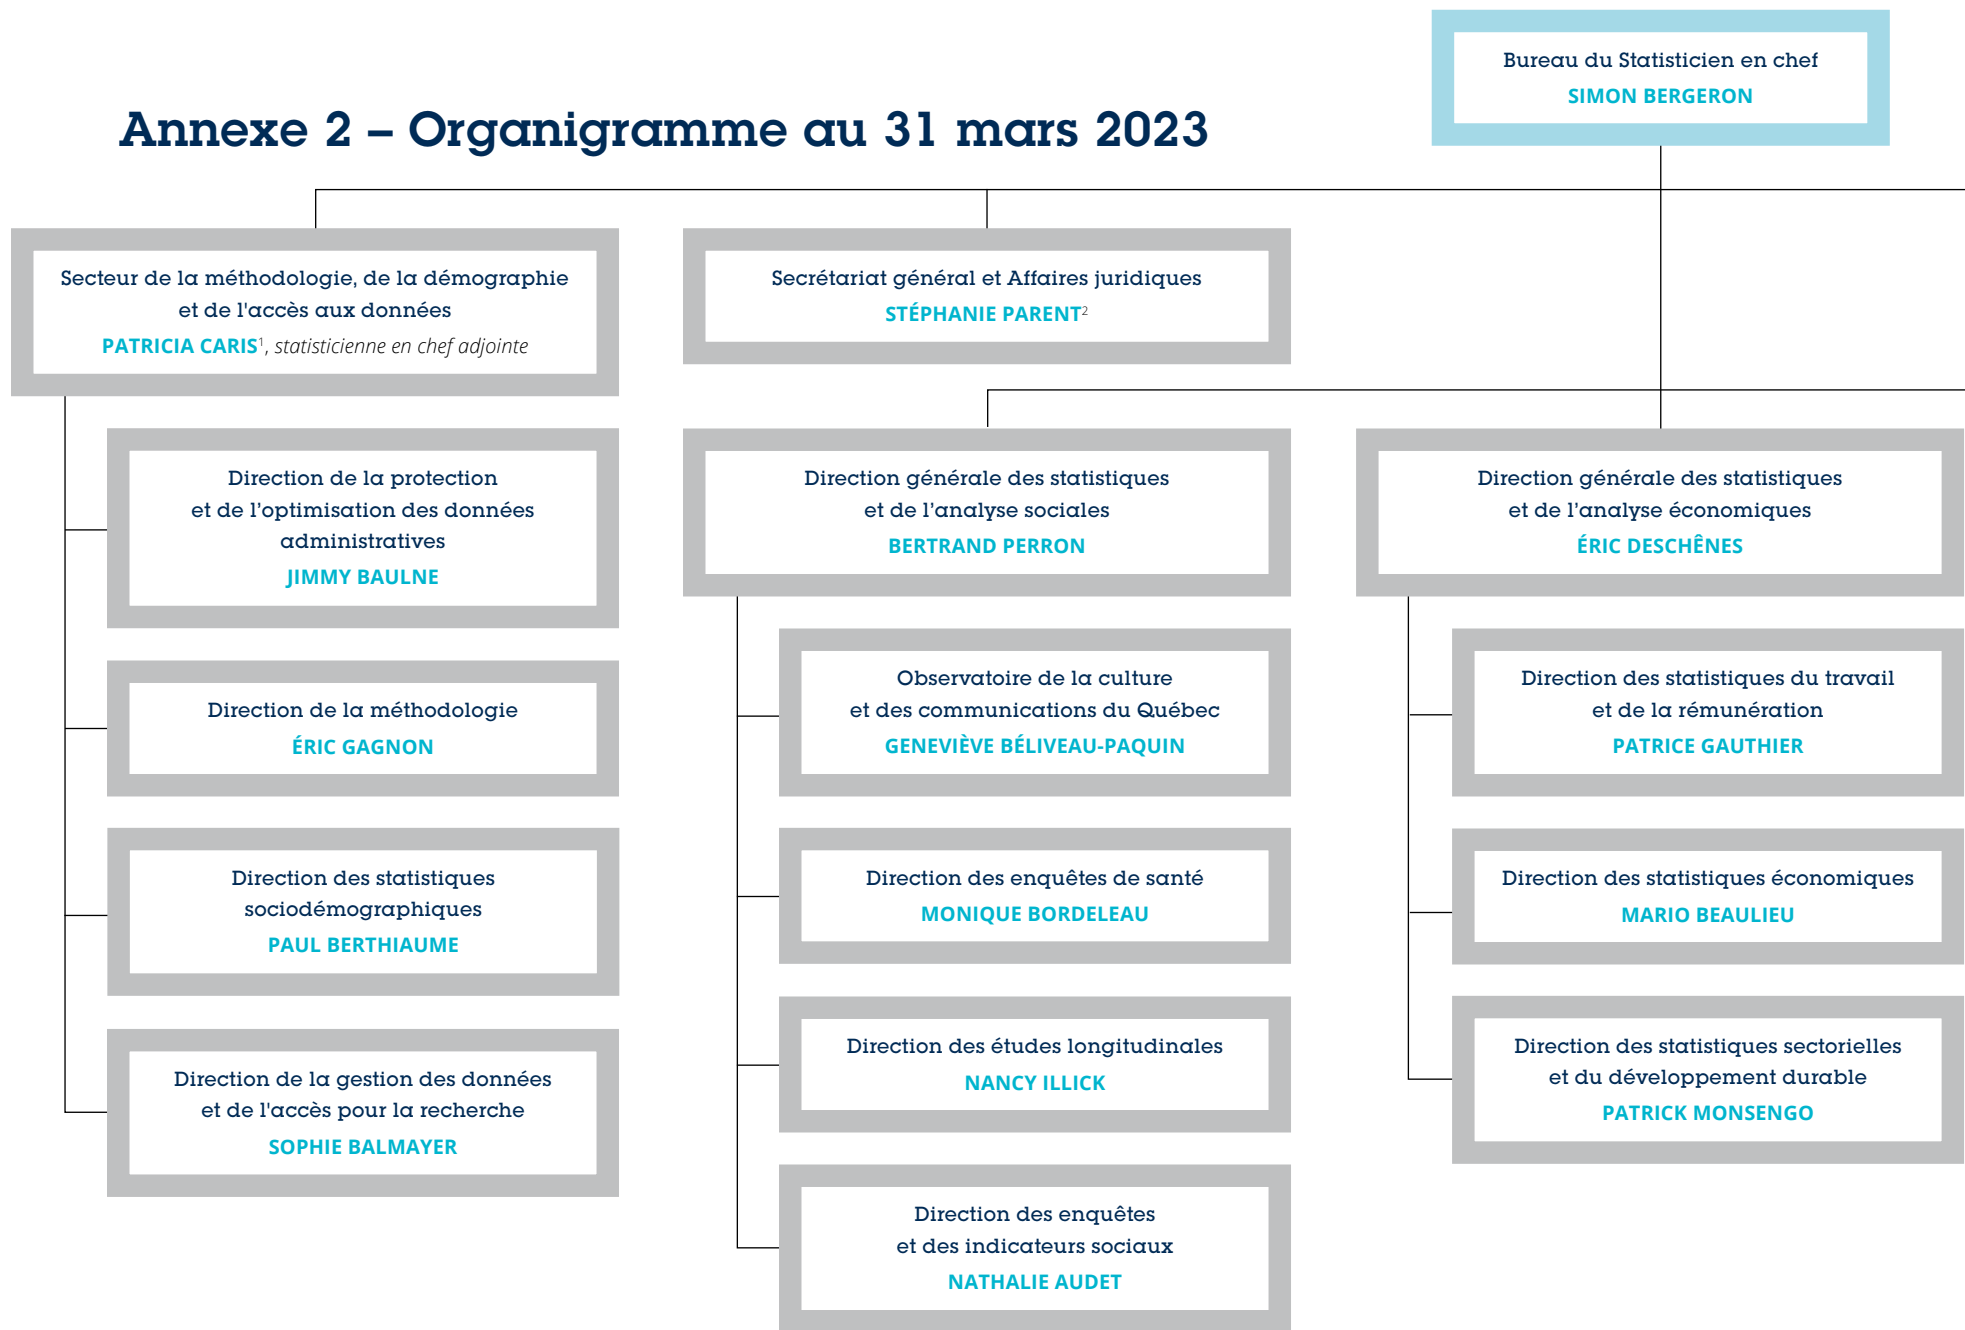 Bureau du Statisticien en chef
SIMON BERGERON
Annexe 2 – Organigramme au 31 mars 2023
Secteur de la méthodologie, de la démographie
et de l'accès aux données
PATRICIA CARIS¹, statisticienne en chef adjointe
Direction de la protection
et de l’optimisation des données
administratives
JIMMY BAULNE
Direction de la méthodologie
ÉRIC GAGNON
Direction des statistiques
sociodémographiques
PAUL BERTHIAUME
Direction de la gestion des données
et de l'accès pour la recherche
SOPHIE BALMAYER
Secrétariat général et Affaires juridiques
STÉPHANIE PARENT²
Direction générale des statistiques
et de l’analyse sociales
BERTRAND PERRON
Observatoire de la culture
et des communications du Québec
GENEVIÈVE BÉLIVEAU-PAQUIN
Direction des enquêtes de santé
MONIQUE BORDELEAU
Direction des études longitudinales
NANCY ILLICK
Direction des enquêtes
et des indicateurs sociaux
NATHALIE AUDET
Direction générale des statistiques
et de l’analyse économiques
ÉRIC DESCHÊNES
Direction des statistiques du travail
et de la rémunération
PATRICE GAUTHIER
Direction des statistiques économiques
MARIO BEAULIEU
Direction des statistiques sectorielles
et du développement durable
PATRICK MONSENGO